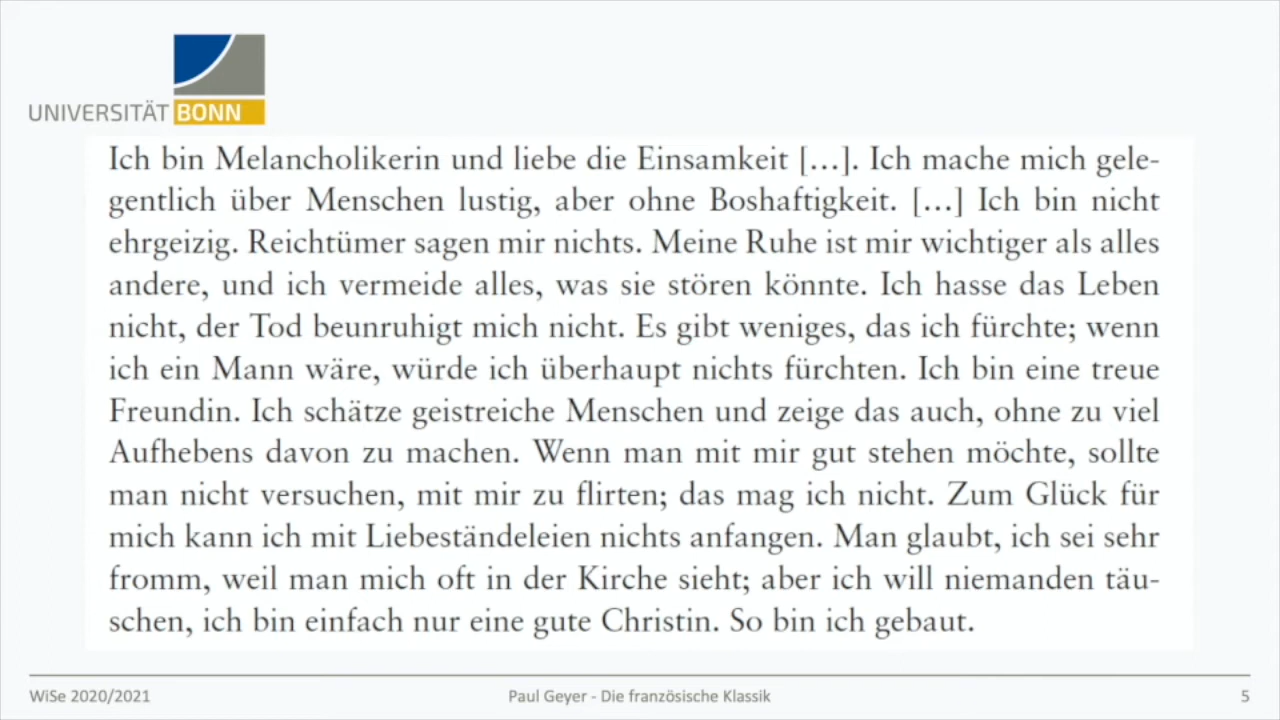 UNIVERSITÄT BONN
Ich bin Melancholikerin und liebe die Einsamkeit […]. Ich mache mich gele-
gentlich über Menschen lustig, aber ohne Boshaftigkeit. […] Ich bin nicht
ehrgeizig. Reichtümer sagen mir nichts. Meine Ruhe ist mir wichtiger als alles
andere, und ich vermeide alles, was sie stören könnte. Ich hasse das Leben
nicht, der Tod beunruhigt mich nicht. Es gibt weniges, das ich fürchte; wenn
ich ein Mann wäre, würde ich überhaupt nichts fürchten. Ich bin eine treue
Freundin. Ich schätze geistreiche Menschen und zeige das auch, ohne zu viel
Aufhebens davon zu machen. Wenn man mit mir gut stehen möchte, sollte
man nicht versuchen, mit mir zu flirten; das mag ich nicht. Zum Glück für
mich kann ich mit Liebeständeleien nichts anfangen. Man glaubt, ich sei sehr
fromm, weil man mich oft in der Kirche sieht; aber ich will niemanden täu-
schen, ich bin einfach nur eine gute Christin. So bin ich gebaut.
WiSe 2020/2021
Paul Geyer - Die französische Klassik
5